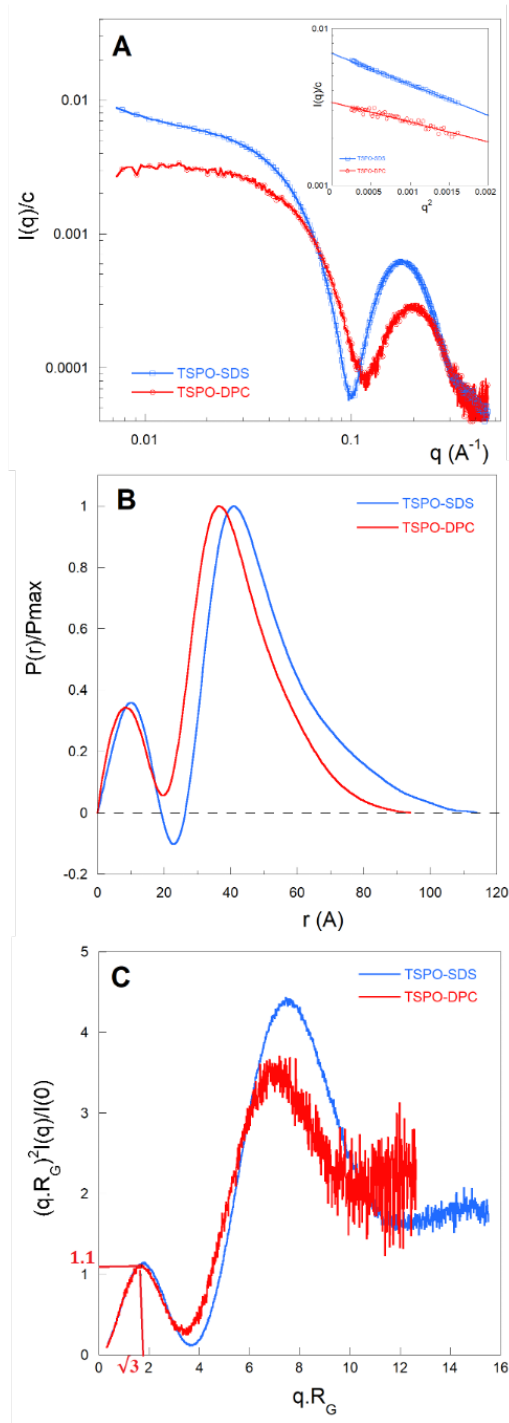 A
I(q)/c
0.01
0.001
0.0001
0.01
0.1
q (A⁻¹)
TSPO-SDS
TSPO-DPC
I(q)/c
0.01
0.001
0
0.0005
0.001
0.0015
0.002
q²
TSPO-SDS
TSPO-DPC
B
P(r)/Pmax
TSPO-SDS
TSPO-DPC
1
0.8
0.6
0.4
0.2
0
-0.2
0 20 40 60 80 100 120
r (A)
C
(q.R_G)²I(q)/I(0)
TSPO-SDS
TSPO-DPC
5
4
3
2
1.1
1
0
0 √3 2 4 6 8 10 12 14 16
q.R_G